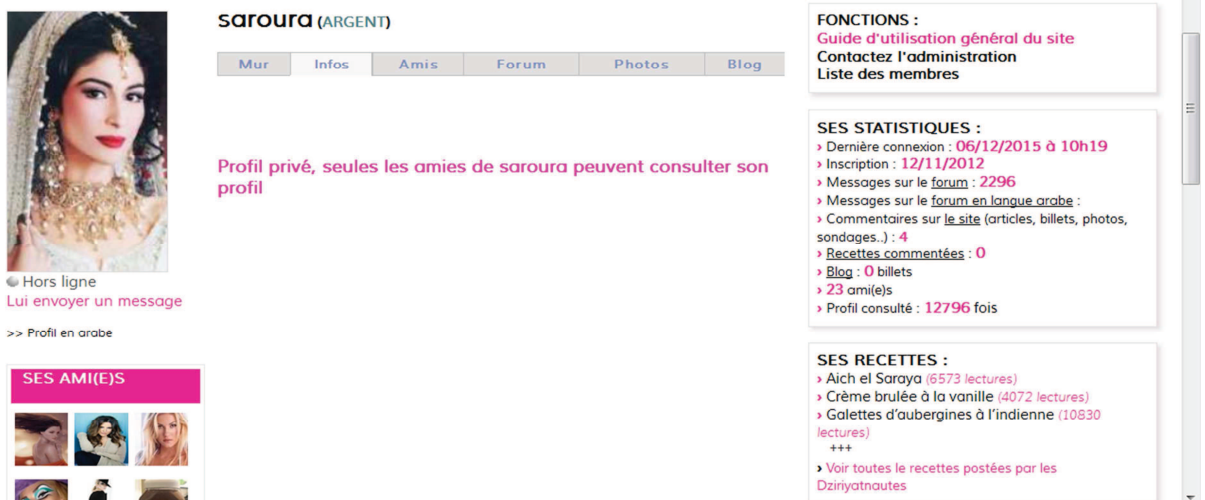 saroura (ARGENT)
Mur Infos Amis Forum Photos Blog
Profil privé, seules les amies de saroura peuvent consulter son
profil
Hors ligne
Lui envoyer un message
>> Profil en arabe
SES AMI(E)S
FONCTIONS :
Guide d'utilisation général du site
Contactez l'administration
Liste des membres
SES STATISTIQUES :
› Dernière connexion : 06/12/2015 à 10h19
› Inscription : 12/11/2012
› Messages sur le forum : 2296
› Messages sur le forum en langue arabe :
› Commentaires sur le site (articles, billets, photos,
sondages..) : 4
› Recettes commentées : 0
› Blog : 0 billets
› 23 ami(e)s
› Profil consulté : 12796 fois
SES RECETTES :
› Aich el Saraya (6573 lectures)
› Crème brulée à la vanille (4072 lectures)
› Galettes d'aubergines à l'indienne (10830
lectures)
+++
› Voir toutes le recettes postées par les
Dziriyatnautes